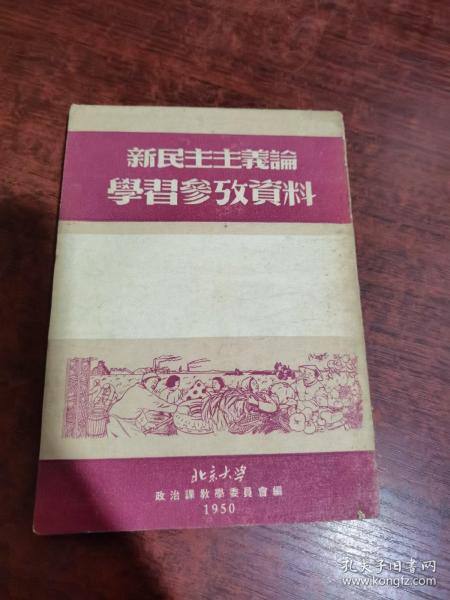 新民主主義論
學習參攷資料
北京大学
政治課教學委員會編
1950
孔夫子旧书网
www.kongfz.com